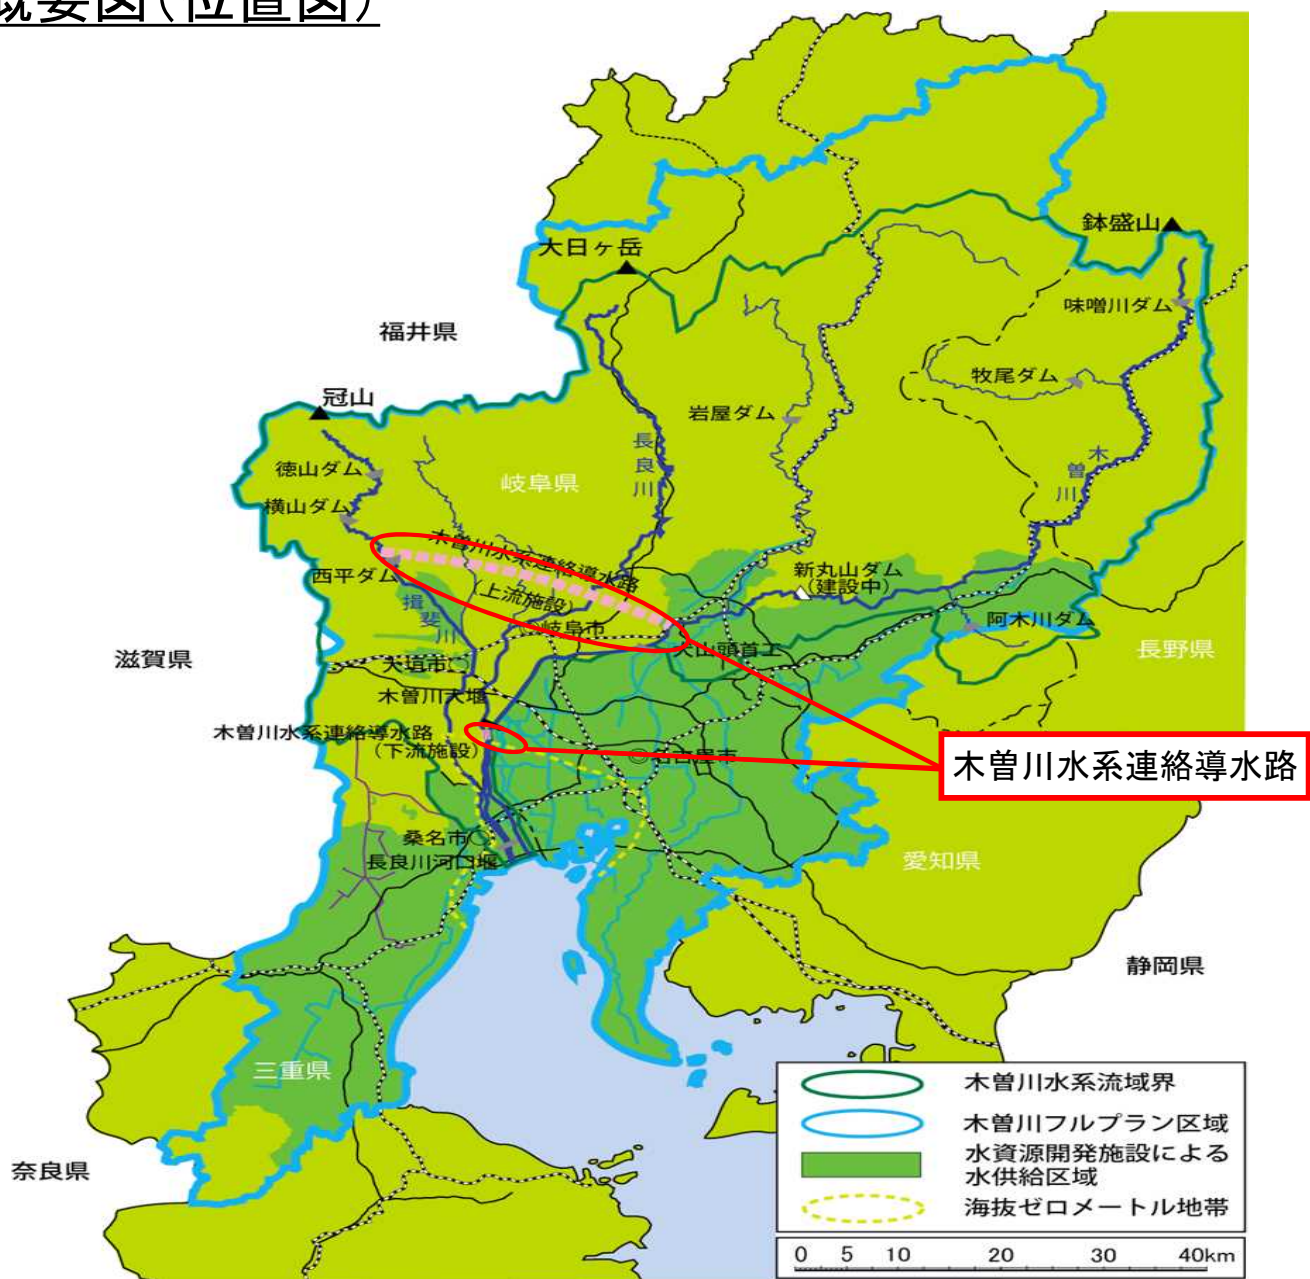 概要図(位置図)
鉢盛山
大日ヶ岳
味噌川ダム
福井県
牧尾ダム
冠山
岩屋ダム
長良川
木曽川
徳山ダム
岐阜県
横山ダム
木曽川水系連絡導水路
(上流施設)
西平ダム
新丸山ダム
(建設中)
揖斐川
岐阜市
阿木川ダム
犬山頭首工
長野県
滋賀県
大垣市
木曽川大堰
木曽川水系連絡導水路
(下流施設)
名古屋市
木曽川水系連絡導水路
桑名市
長良川河口堰
愛知県
静岡県
三重県
奈良県
木曽川水系流域界
木曽川フルプラン区域
水資源開発施設による
水供給区域
海抜ゼロメートル地帯
0 5 10 20 30 40km